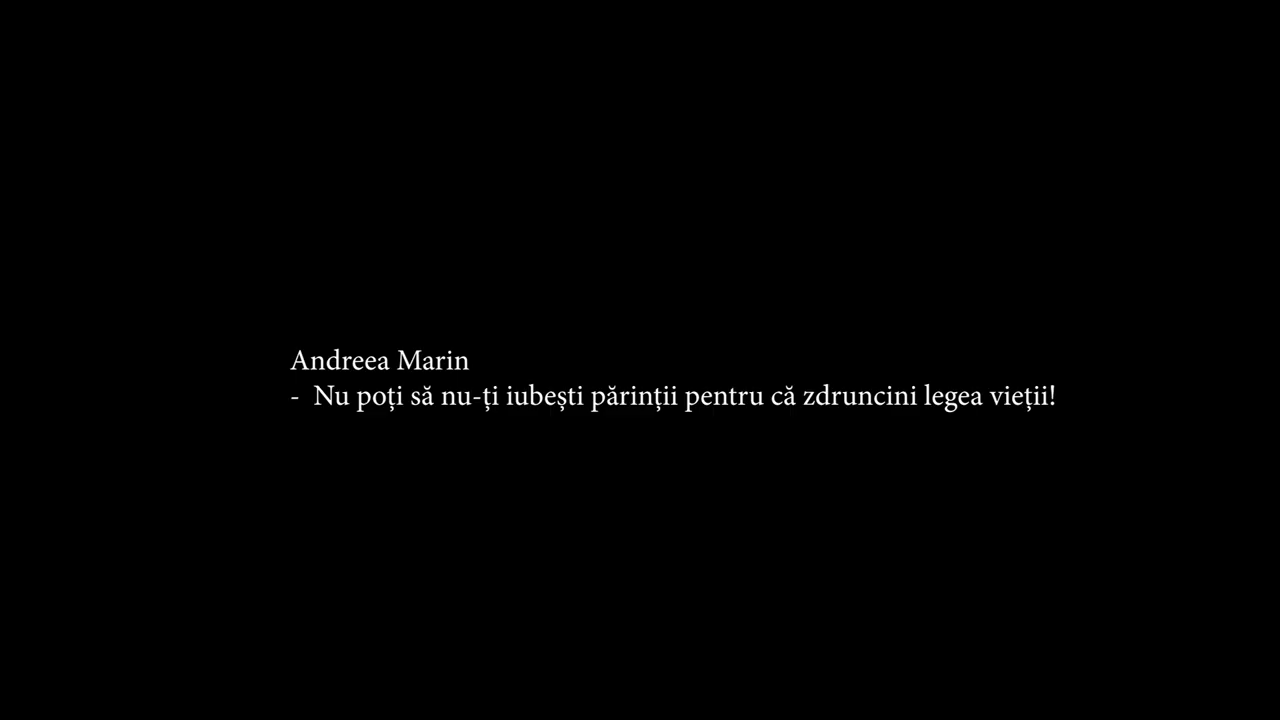 Andreea Marin
- Nu poți să nu-ți iubești părinții pentru că zdruncini legea vieții!